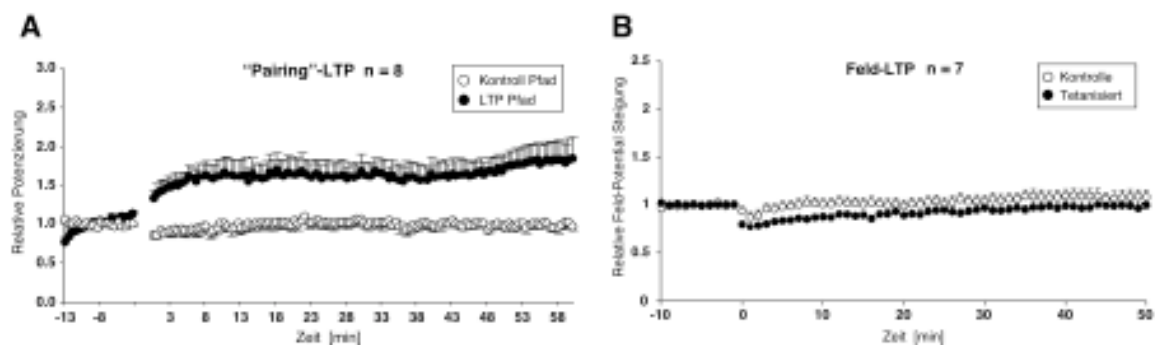 A
"Pairing"-LTP n = 8
Kontroll Pfad
LTP Pfad
Relative Potenzierung
3.0
2.5
2.0
1.5
1.0
0.5
0.0
-13 -8 3 8 13 18 23 28 33 38 43 48 53 58
Zeit [min]
B
Feld-LTP n = 7
Kontrolle
Tetanisiert
Relative Feld-Potential Steigung
2.5
2
1.5
1
0.5
0
-10 0 10 20 30 40 50
Zeit [min]